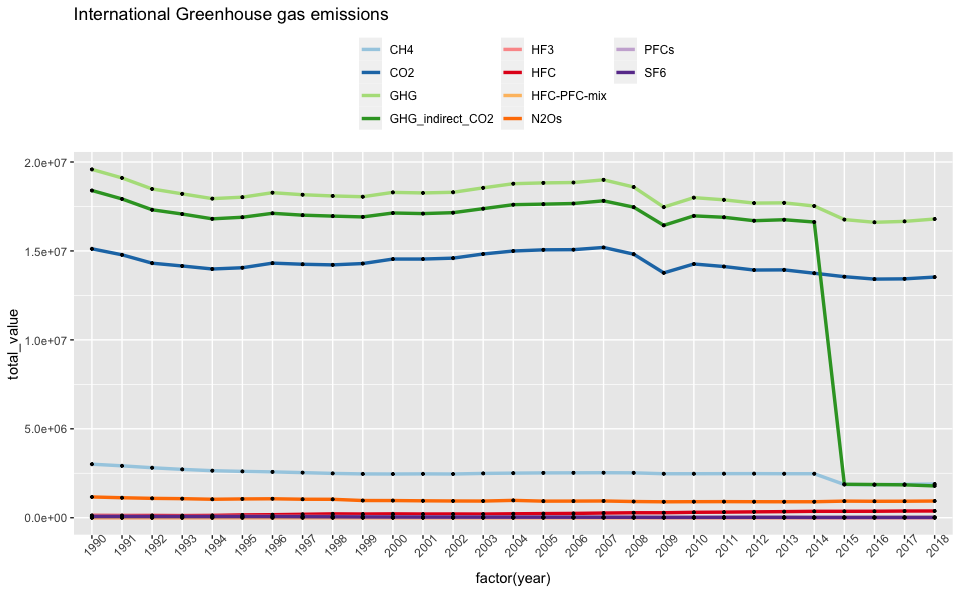 International Greenhouse gas emissions
CH4 HF3 PFCs
CO2 HFC SF6
GHG HFC-PFC-mix
GHG_indirect_CO2 N2Os
2.0e+07
1.5e+07
1.0e+07
5.0e+06
0.0e+00
total_value
1990 1991 1992 1993 1994 1995 1996 1997 1998 1999 2000 2001 2002 2003 2004 2005 2006 2007 2008 2009 2010 2011 2012 2013 2014 2015 2016 2017 2018
factor(year)